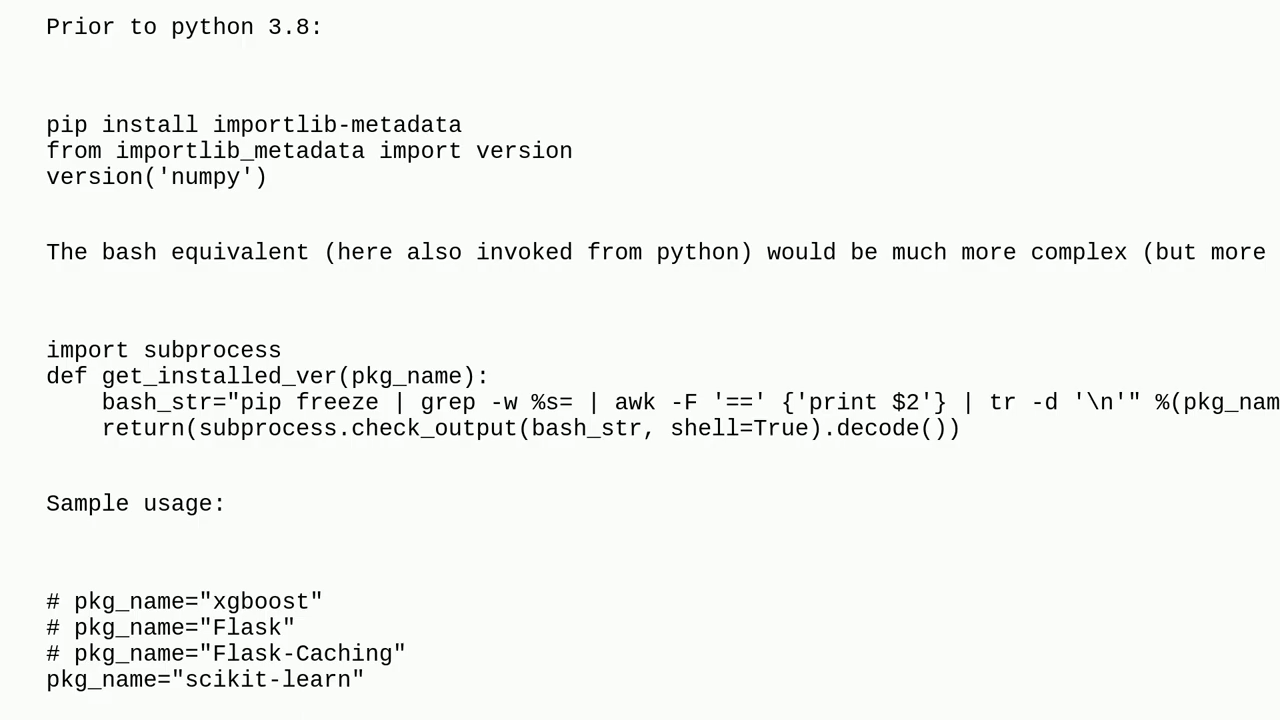 Prior to python 3.8:
pip install importlib-metadata
from importlib_metadata import version
version('numpy')
The bash equivalent (here also invoked from python) would be much more complex (but more
import subprocess
def get_installed_ver(pkg_name):
    bash_str="pip freeze | grep -w %s= | awk -F '==' {'print $2'} | tr -d '\n'" %(pkg_nam
    return(subprocess.check_output(bash_str, shell=True).decode())
Sample usage:
# pkg_name="xgboost"
# pkg_name="Flask"
# pkg_name="Flask-Caching"
pkg_name="scikit-learn"